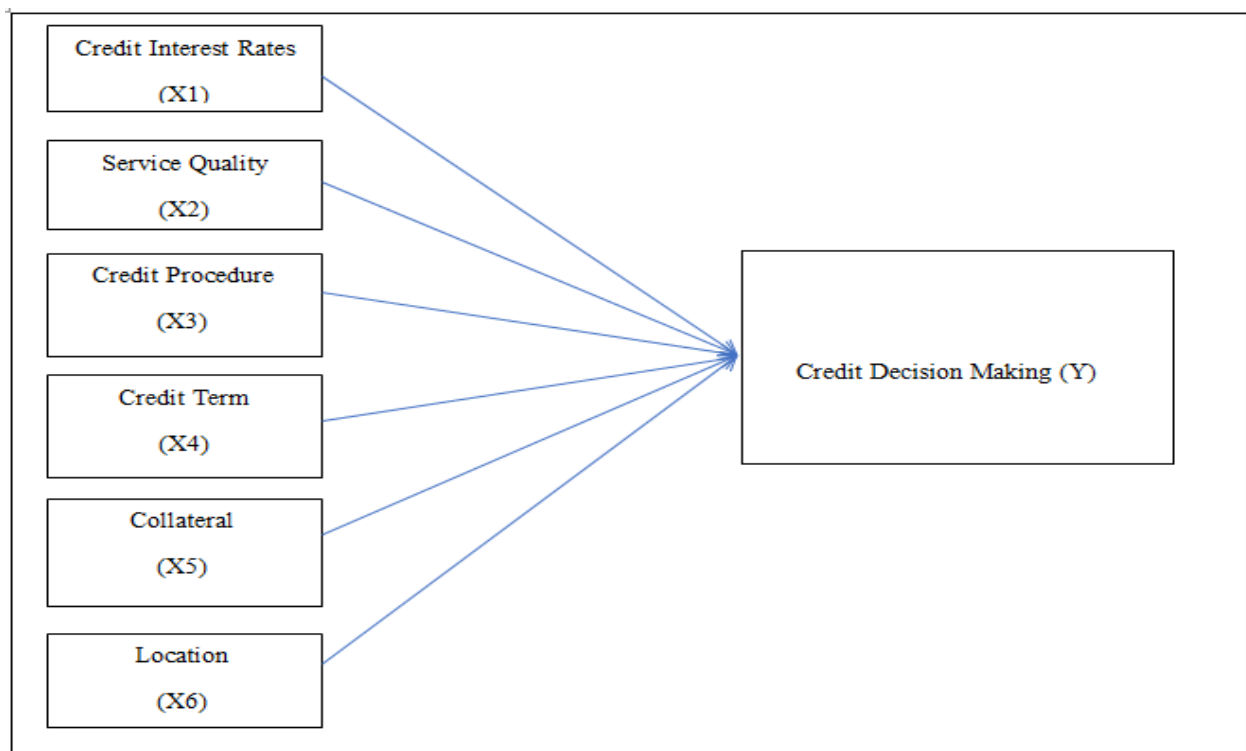 Credit Interest Rates
(X1)
Service Quality
(X2)
Credit Procedure
(X3)
Credit Term
(X4)
Collateral
(X5)
Location
(X6)
Credit Decision Making (Y)